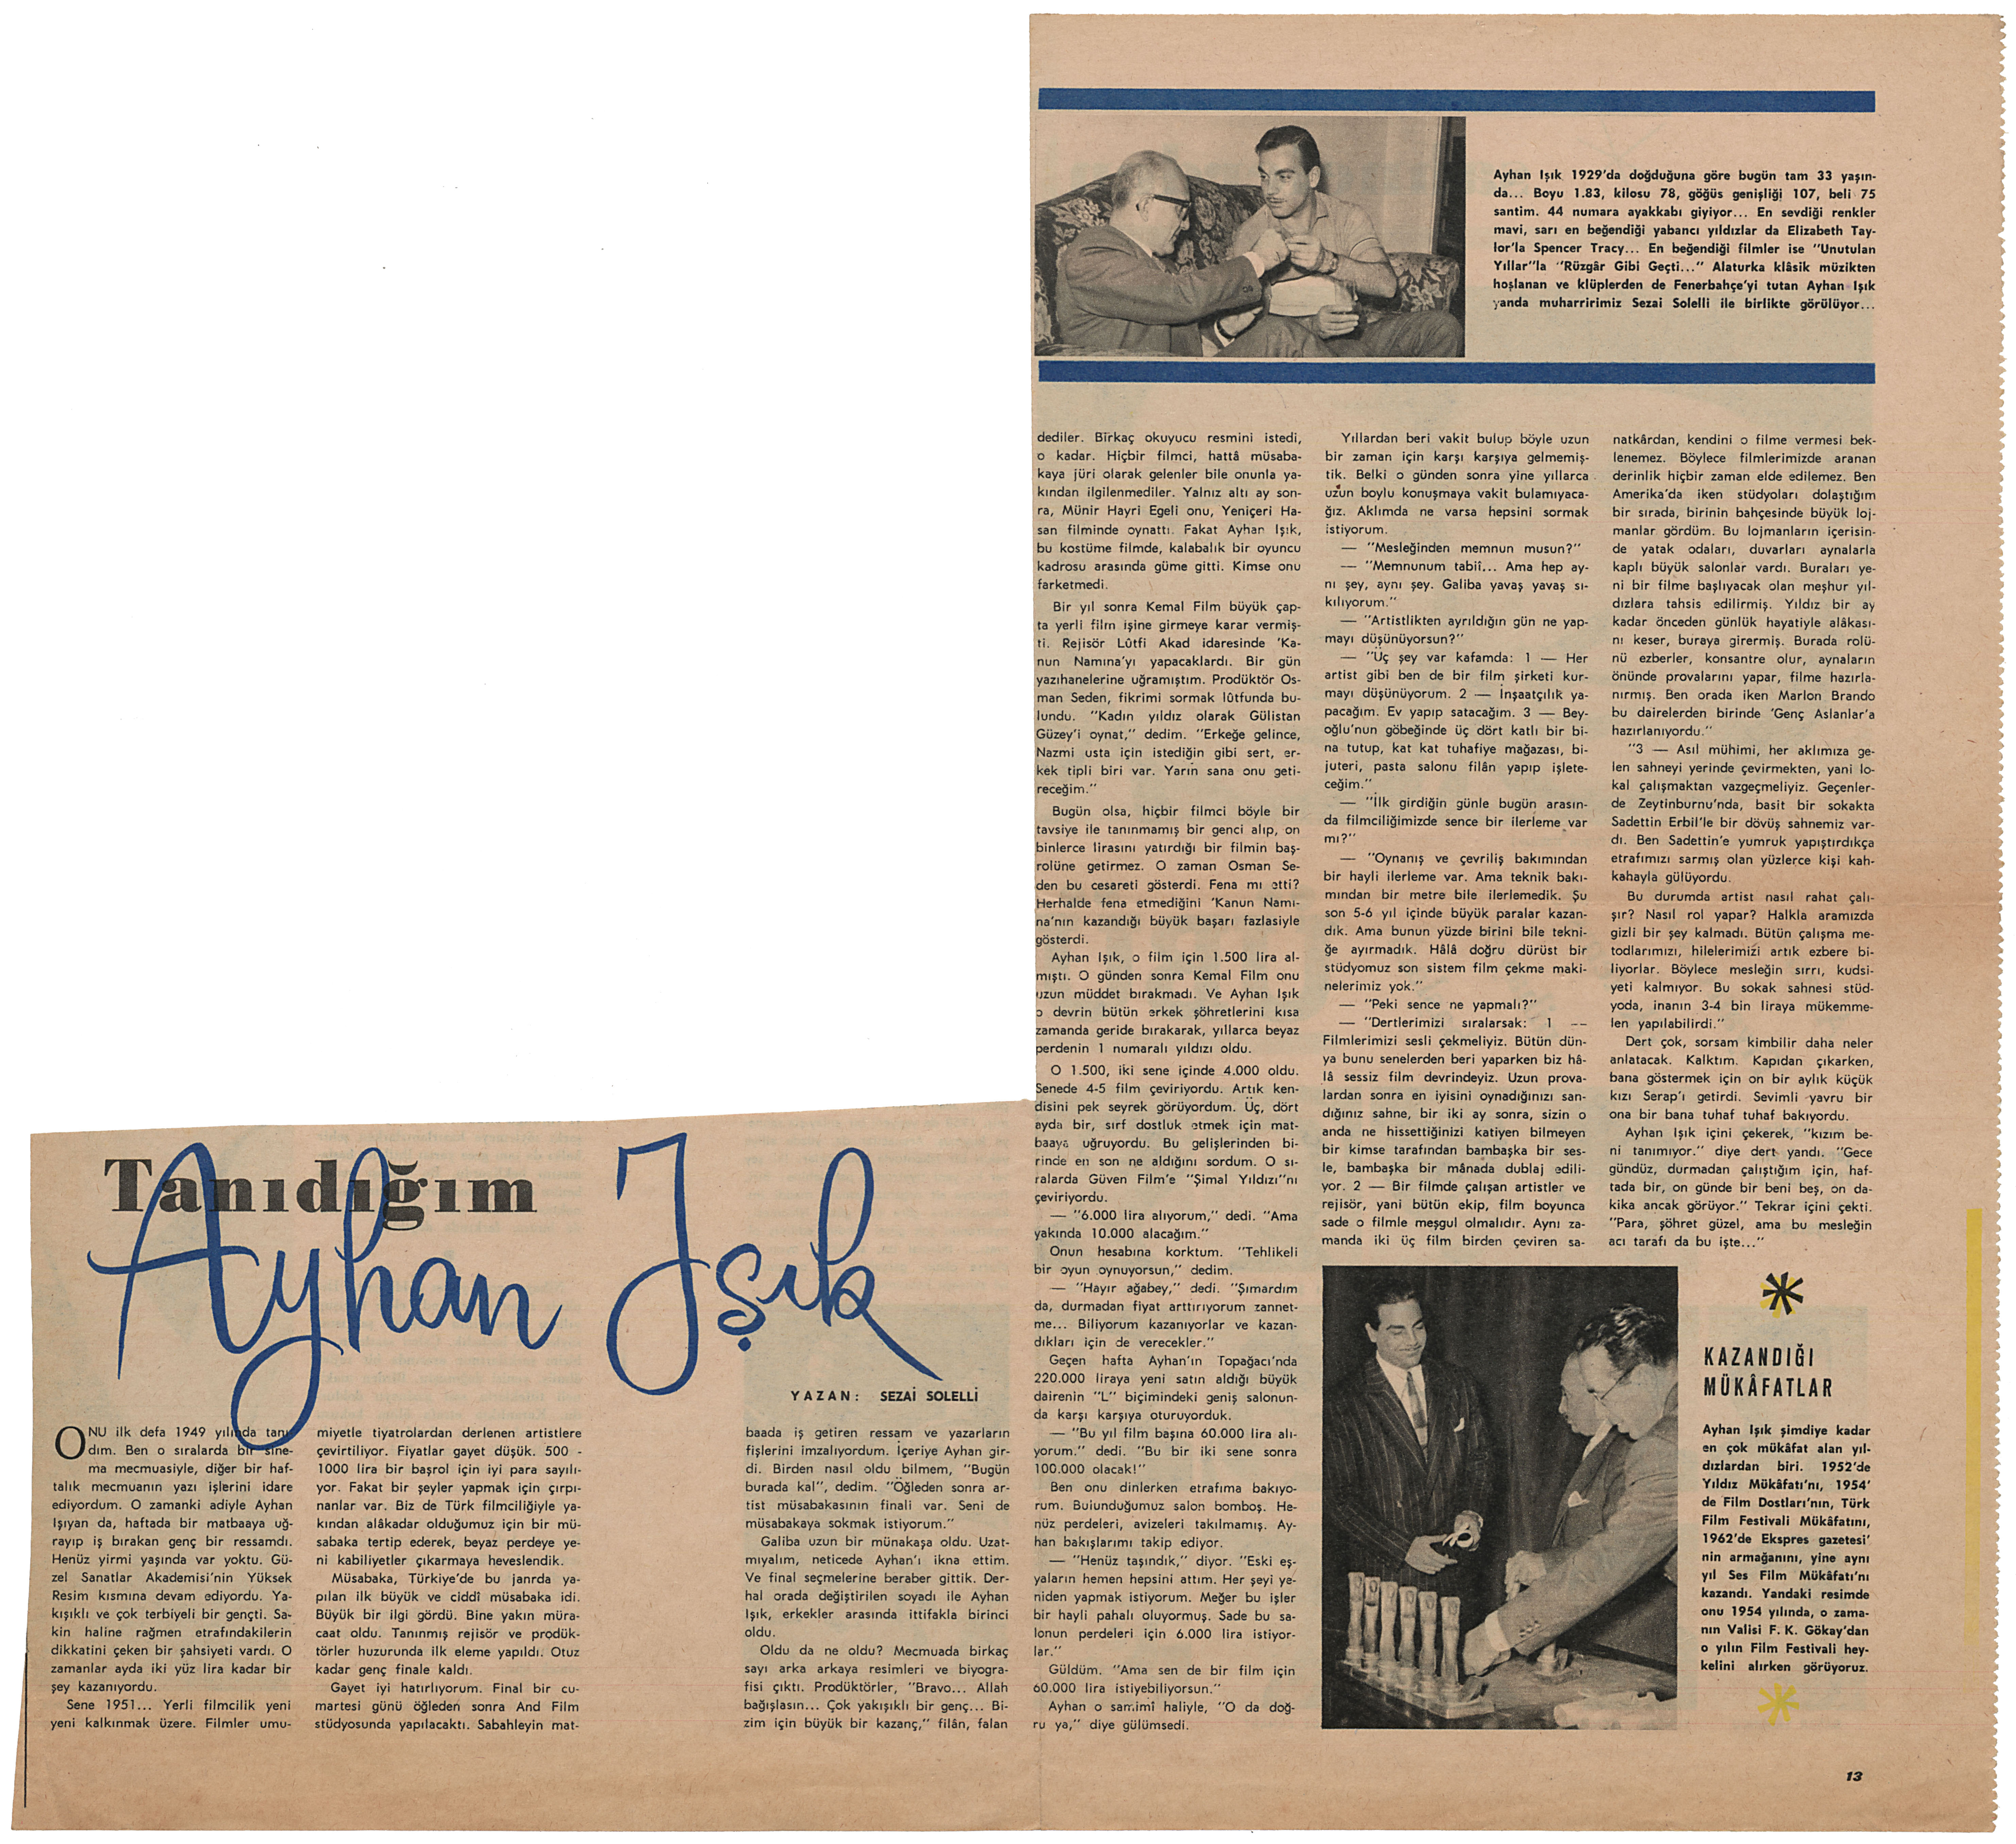 Tanıdığım
Ayhan Işık
YAZAN: SEZAİ SOLELLİ
ONU ilk defa 1949 yılında tanı-
dım. Ben o sıralarda bir sine-
ma mecmuasiyle, diğer bir haf-
talık mecmuanın yazı işlerini idare
ediyordum. O zamanki adiyle Ayhan
Işıyan da, haftada bir matbaaya uğ-
rayıp iş bırakan genç bir ressamdı.
Henüz yirmi yaşında var yoktu. Gü-
zel Sanatlar Akademisi'nin Yüksek
Resim kısmına devam ediyordu. Ya-
kışıklı ve çok terbiyeli bir gençti. Sa-
kin haline rağmen etrafındakilerin
dikkatini çeken bir şahsiyeti vardı. O
zamanlar ayda iki yüz lira kadar bir
şey kazanıyordu.
Sene 1951... Yerli filmcilik yeni
yeni kalkınmak üzere. Filmler umu-
miyetle tiyatrolardan derlenen artistlere
çevirtiliyor. Fiyatlar gayet düşük. 500 -
1000 lira bir başrol için iyi para sayılı-
yor. Fakat bir şeyler yapmak için çırpı-
nanlar var. Biz de Türk filmciliğiyle ya-
kından alâkadar olduğumuz için bir mü-
sabaka tertip ederek, beyaz perdeye ye-
ni kabiliyetler çıkarmaya heveslendik.
Müsabaka, Türkiye'de bu janrda ya-
pılan ilk büyük ve ciddî müsabaka idi.
Büyük bir ilgi gördü. Bine yakın müra-
caat oldu. Tanınmış rejisör ve prodük-
törler huzurunda ilk eleme yapıldı. Otuz
kadar genç finale kaldı.
Gayet iyi hatırlıyorum. Final bir cu-
martesi günü öğleden sonra And Film
stüdyosunda yapılacaktı. Sabahleyin mat-
baada iş getiren ressam ve yazarların
fişlerini imzalıyordum. İçeriye Ayhan gir-
di. Birden nasıl oldu bilmem, "Bugün
burada kal", dedim. "Öğleden sonra ar-
tist müsabakasının finali var. Seni de
müsabakaya sokmak istiyorum."
Galiba uzun bir münakaşa oldu. Uzat-
mıyalım, neticede Ayhan'ı ikna ettim.
Ve final seçmelerine beraber gittik. Der-
hal orada değiştirilen soyadı ile Ayhan
Işık, erkekler arasında ittifakla birinci
oldu.
Oldu da ne oldu? Mecmuada birkaç
sayı arka arkaya resimleri ve biyogra-
fisi çıktı. Prodüktörler, "Bravo... Allah
bağışlasın... Çok yakışıklı bir genç... Bi-
zim için büyük bir kazanç," filân, falan
Ayhan Işık 1929'da doğduğuna göre bugün tam 33 yaşın-
da... Boyu 1.83, kilosu 78, göğüs genişliği 107, beli 75
santim. 44 numara ayakkabı giyiyor... En sevdiği renkler
mavi, sarı en beğendiği yabancı yıldızlar da Elizabeth Tay-
lor'la Spencer Tracy... En beğendiği filmler ise "Unutulan
Yıllar"la "Rüzgâr Gibi Geçti..." Alaturka klâsik müzikten
hoşlanan ve klüplerden de Fenerbahçe'yi tutan Ayhan Işık
yanda muharririmiz Sezai Solelli ile birlikte görülüyor...
dediler. Birkaç okuyucu resmini istedi,
o kadar. Hiçbir filmci, hattâ müsaba-
kaya jüri olarak gelenler bile onunla ya-
kından ilgilenmediler. Yalnız altı ay son-
ra, Münir Hayri Egeli onu, Yeniçeri Ha-
san filminde oynattı. Fakat Ayhan Işık,
bu kostüme filmde, kalabalık bir oyuncu
kadrosu arasında güme gitti. Kimse onu
farketmedi.
Bir yıl sonra Kemal Film büyük çap-
ta yerli film işine girmeye karar vermiş-
ti. Rejisör Lûtfi Akad idaresinde 'Ka-
nun Namına'yı yapacaklardı. Bir gün
yazıhanelerine uğramıştım. Prodüktör Os-
man Seden, fikrimi sormak lûtfunda bu-
lundu. "Kadın yıldız olarak Gülistan
Güzey'i oynat," dedim. "Erkeğe gelince,
Nazmi usta için istediğin gibi sert, er-
kek tipli biri var. Yarın sana onu geti-
receğim."
Bugün olsa, hiçbir filmci böyle bir
tavsiye ile tanınmamış bir genci alıp, on
binlerce lirasını yatırdığı bir filmin baş-
rolüne getirmez. O zaman Osman Se-
den bu cesareti gösterdi. Fena mı etti?
Herhalde fena etmediğini 'Kanun Namı-
na'nın kazandığı büyük başarı fazlasiyle
gösterdi.
Ayhan Işık, o film için 1.500 lira al-
mıştı. O günden sonra Kemal Film onu
uzun müddet bırakmadı. Ve Ayhan Işık
o devrin bütün erkek şöhretlerini kısa
zamanda geride bırakarak, yıllarca beyaz
perdenin 1 numaralı yıldızı oldu.
O 1.500, iki sene içinde 4.000 oldu.
Senede 4-5 film çeviriyordu. Artık ken-
disini pek seyrek görüyordum. Üç, dört
ayda bir, sırf dostluk etmek için mat-
baaya uğruyordu. Bu gelişlerinden bi-
rinde en son ne aldığını sordum. O sı-
ralarda Güven Film'e "Şimal Yıldızı"nı
çeviriyordu.
— "6.000 lira alıyorum," dedi. "Ama
yakında 10.000 alacağım."
Onun hesabına korktum. "Tehlikeli
bir oyun oynuyorsun," dedim.
— "Hayır ağabey," dedi. "Şımardım
da, durmadan fiyat arttırıyorum zannet-
me... Biliyorum kazanıyorlar ve kazan-
dıkları için de verecekler."
Geçen hafta Ayhan'ın Topağacı'nda
220.000 liraya yeni satın aldığı büyük
dairenin "L" biçimindeki geniş salonun-
da karşı karşıya oturuyorduk.
— "Bu yıl film başına 60.000 lira alı-
yorum." dedi. "Bu bir iki sene sonra
100.000 olacak!"
Ben onu dinlerken etrafıma bakıyo-
rum. Bulunduğumuz salon bomboş. He-
nüz perdeleri, avizeleri takılmamış. Ay-
han bakışlarımı takip ediyor.
— "Henüz taşındık," diyor. "Eski eş-
yaların hemen hepsini attım. Her şeyi ye-
niden yapmak istiyorum. Meğer bu işler
bir hayli pahalı oluyormuş. Sade bu sa-
lonun perdeleri için 6.000 lira istiyor-
lar."
Güldüm. "Ama sen de bir film için
60.000 lira istiyebiliyorsun."
Ayhan o samimî haliyle, "O da doğ-
ru ya," diye gülümsedi.
Yıllardan beri vakit bulup böyle uzun
bir zaman için karşı karşıya gelmemiş-
tik. Belki o günden sonra yine yıllarca
uzun boylu konuşmaya vakit bulamıyaca-
ğız. Aklımda ne varsa hepsini sormak
istiyorum.
— "Mesleğinden memnun musun?"
— "Memnunum tabiî... Ama hep ay-
nı şey, aynı şey. Galiba yavaş yavaş sı-
kılıyorum."
— "Artistlikten ayrıldığın gün ne yap-
mayı düşünüyorsun?"
— "Üç şey var kafamda: 1 — Her
artist gibi ben de bir film şirketi kur-
mayı düşünüyorum. 2 — İnşaatçılık ya-
pacağım. Ev yapıp satacağım. 3 — Bey-
oğlu'nun göbeğinde üç dört katlı bir bi-
na tutup, kat kat tuhafiye mağazası, bi-
juteri, pasta salonu filân yapıp işlete-
ceğim."
— "İlk girdiğin günle bugün arasın-
da filmciliğimizde sence bir ilerleme var
mı?"
— "Oynanış ve çevriliş bakımından
bir hayli ilerleme var. Ama teknik bakı-
mından bir metre bile ilerlemedik. Şu
son 5-6 yıl içinde büyük paralar kazan-
dık. Ama bunun yüzde birini bile tekni-
ğe ayırmadık. Hâlâ doğru dürüst bir
stüdyomuz son sistem film çekme maki-
nelerimiz yok."
— "Peki sence ne yapmalı?"
— "Dertlerimizi sıralarsak: 1 —
Filmlerimizi sesli çekmeliyiz. Bütün dün-
ya bunu senelerden beri yaparken biz hâ-
lâ sessiz film devrindeyiz. Uzun prova-
lardan sonra en iyisini oynadığınızı san-
dığınız sahne, bir iki ay sonra, sizin o
anda ne hissettiğinizi katiyen bilmeyen
bir kimse tarafından bambaşka bir ses-
le, bambaşka bir mânada dublaj edili-
yor. 2 — Bir filmde çalışan artistler ve
rejisör, yani bütün ekip, film boyunca
sade o filmle meşgul olmalıdır. Aynı za-
manda iki üç film birden çeviren sa-
natkârdan, kendini o filme vermesi bek-
lenemez. Böylece filmlerimizde aranan
derinlik hiçbir zaman elde edilemez. Ben
Amerika'da iken stüdyoları dolaştığım
bir sırada, birinin bahçesinde büyük loj-
manlar gördüm. Bu lojmanların içerisin-
de yatak odaları, duvarları aynalarla
kaplı büyük salonlar vardı. Buraları ye-
ni bir filme başlıyacak olan meşhur yıl-
dızlara tahsis edilirmiş. Yıldız bir ay
kadar önceden günlük hayatiyle alâkası-
nı keser, buraya girermiş. Burada rolü-
nü ezberler, konsantre olur, aynaların
önünde provalarını yapar, filme hazırla-
nırmış. Ben orada iken Marlon Brando
bu dairelerden birinde 'Genç Aslanlar'a
hazırlanıyordu."
"3 — Asıl mühimi, her aklımıza ge-
len sahneyi yerinde çevirmekten, yani lo-
kal çalışmaktan vazgeçmeliyiz. Geçenler-
de Zeytinburnu'nda, basit bir sokakta
Sadettin Erbil'le bir dövüş sahnemiz var-
dı. Ben Sadettin'e yumruk yapıştırdıkça
etrafımızı sarmış olan yüzlerce kişi kah-
kahayla gülüyordu.
Bu durumda artist nasıl rahat çalı-
şır? Nasıl rol yapar? Halkla aramızda
gizli bir şey kalmadı. Bütün çalışma me-
todlarımızı, hilelerimizi artık ezbere bi-
liyorlar. Böylece mesleğin sırrı, kudsi-
yeti kalmıyor. Bu sokak sahnesi stüd-
yoda, inanın 3-4 bin liraya mükemme-
len yapılabilirdi."
Dert çok, sorsam kimbilir daha neler
anlatacak. Kalktım. Kapıdan çıkarken,
bana göstermek için on bir aylık küçük
kızı Serap'ı getirdi. Sevimli yavru bir
ona bir bana tuhaf tuhaf bakıyordu.
Ayhan Işık içini çekerek, "kızım be-
ni tanımıyor." diye dert yandı. "Gece
gündüz, durmadan çalıştığım için, haf-
tada bir, on günde bir beni beş, on da-
kika ancak görüyor." Tekrar içini çekti.
"Para, şöhret güzel, ama bu mesleğin
acı tarafı da bu işte..."
KAZANDIĞI
MÜKÂFATLAR
Ayhan Işık şimdiye kadar
en çok mükâfat alan yıl-
dızlardan biri. 1952'de
Yıldız Mükâfatı'nı, 1954'
de Film Dostları'nın, Türk
Film Festivali Mükâfatını,
1962'de Ekspres gazetesi'
nin armağanını, yine aynı
yıl Ses Film Mükâfatı'nı
kazandı. Yandaki resimde
onu 1954 yılında, o zama-
nın Valisi F. K. Gökay'dan
o yılın Film Festivali hey-
kelini alırken görüyoruz.
13